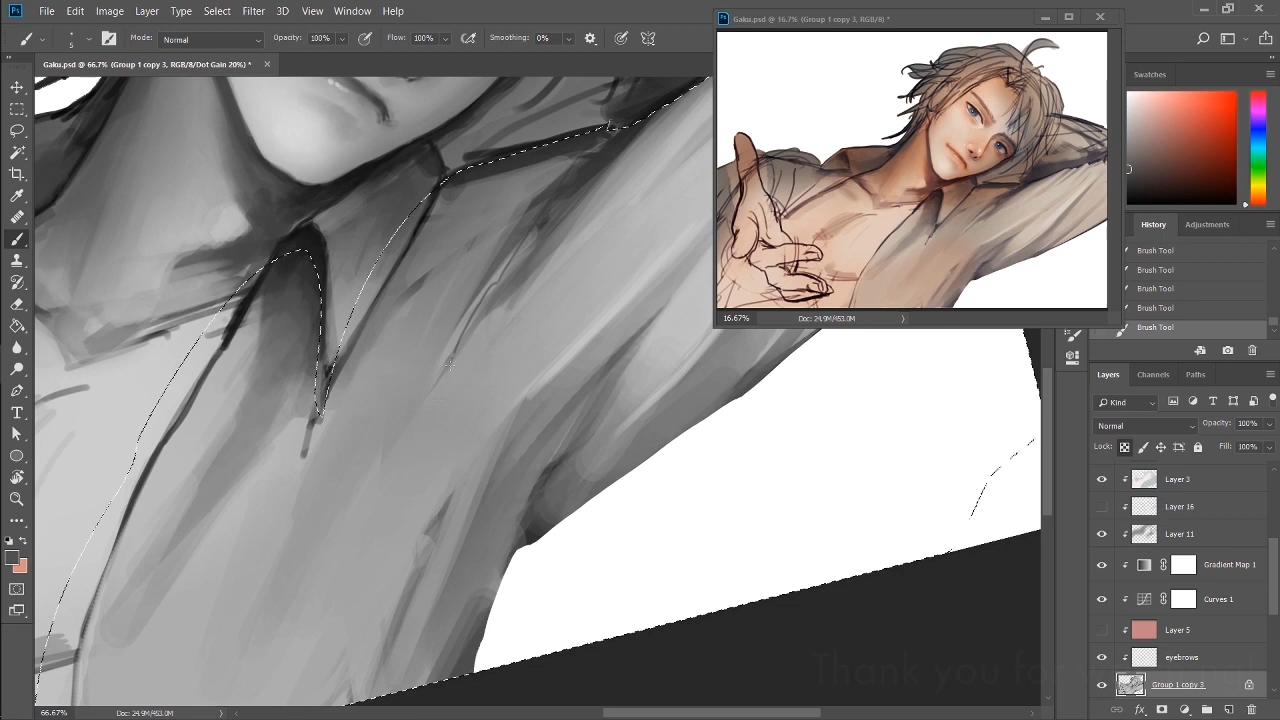 File Edit Image Layer Type Select Filter 3D View Window Help
5 Mode: Normal Opacity: 100% Flow: 100% Smoothing: 0%
Gaku.psd @ 66.7% (Group 1 copy 3, RGB/8/Dot Gain 20%) *
Gaku.psd @ 16.7% (Group 1 copy 3, RGB/8) *
16.67% Doc: 24.9M/453.0M
Swatches
History Adjustments
Brush Tool
Brush Tool
Brush Tool
Brush Tool
Brush Tool
Layers Channels Paths
Kind
Normal Opacity: 100%
Lock: Fill: 100%
Layer 3
Layer 16
Layer 11
Gradient Map 1
Curves 1
Layer 5
eyebrows
Group 1 copy 3
Thank you for
66.67% Doc: 24.9M/453.0M